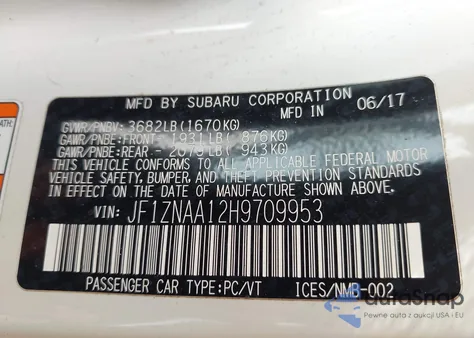 MFD BY SUBARU CORPORATION
MFD IN 06/17
GVWR/PNBV: 3682LB(1670KG)
GAWR/PNBE:FRONT- 1931LB( 876KG)
GAWR/PNBE:REAR- 2079LB( 943KG)
THIS VEHICLE CONFORMS TO ALL APPLICABLE FEDERAL MOTOR
VEHICLE SAFETY, BUMPER, AND THEFT PREVENTION STANDARDS
IN EFFECT ON THE DATE OF MANUFACTURE SHOWN ABOVE.
VIN: JF1ZNAA12H9709953
PASSENGER CAR TYPE:PC/VT ICES/NMB-002
autoSnap
Pewne auta z aukcji USA i EU